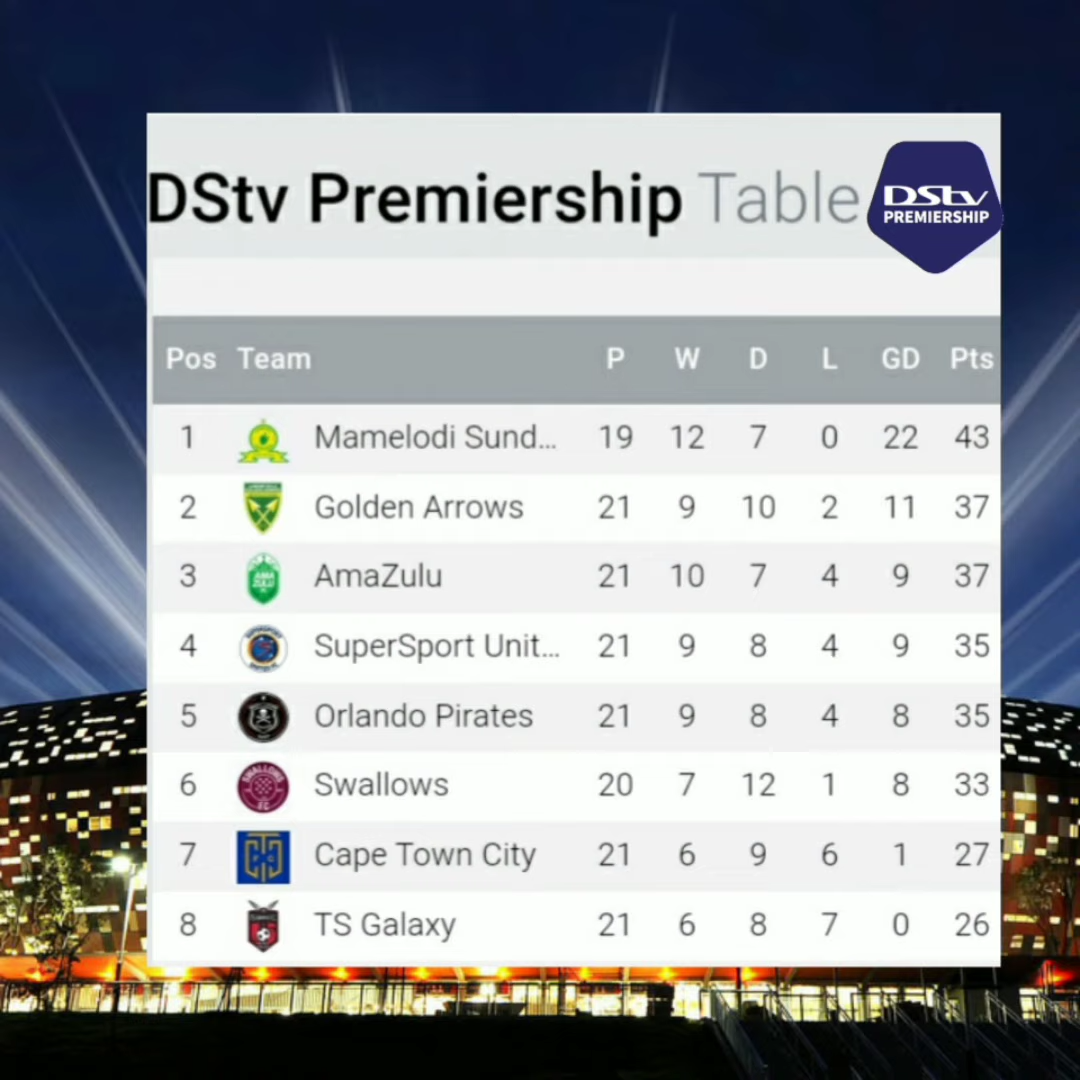 DStv Premiership Table
DStv
PREMIERSHIP
Pos Team P W D L GD Pts
1 Mamelodi Sund... 19 12 7 0 22 43
2 Golden Arrows 21 9 10 2 11 37
3 AMA ZULU AmaZulu 21 10 7 4 9 37
4 SuperSport Unit... 21 9 8 4 9 35
5 Orlando Pirates 21 9 8 4 8 35
6 SWALLOWS FC Swallows 20 7 12 1 8 33
7 Cape Town City 21 6 9 6 1 27
8 TS Galaxy 21 6 8 7 0 26